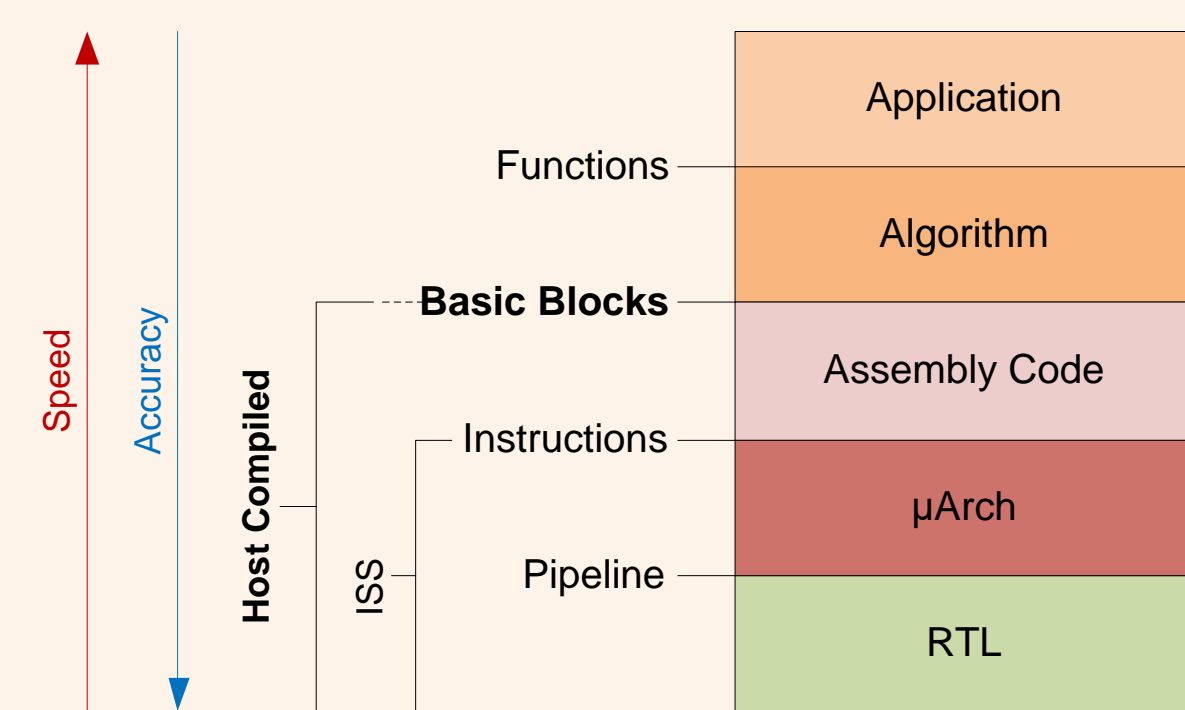 Application
Functions
Algorithm
Basic Blocks
Assembly Code
Instructions
µArch
Pipeline
RTL
Speed
Accuracy
Host Compiled
ISS